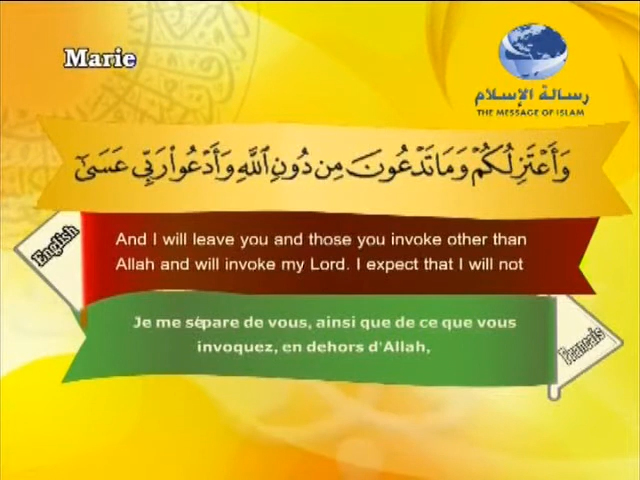 Marie
رسالة الإسلام
THE MESSAGE OF ISLAM
وَأَعْتَزِلُكُمْ وَمَا تَدْعُونَ مِن دُونِ ٱللَّهِ وَأَدْعُوا۟ رَبِّى عَسَىٰٓ
English
And I will leave you and those you invoke other than
Allah and will invoke my Lord. I expect that I will not
Je me sépare de vous, ainsi que de ce que vous
invoquez, en dehors d'Allah,
Francais